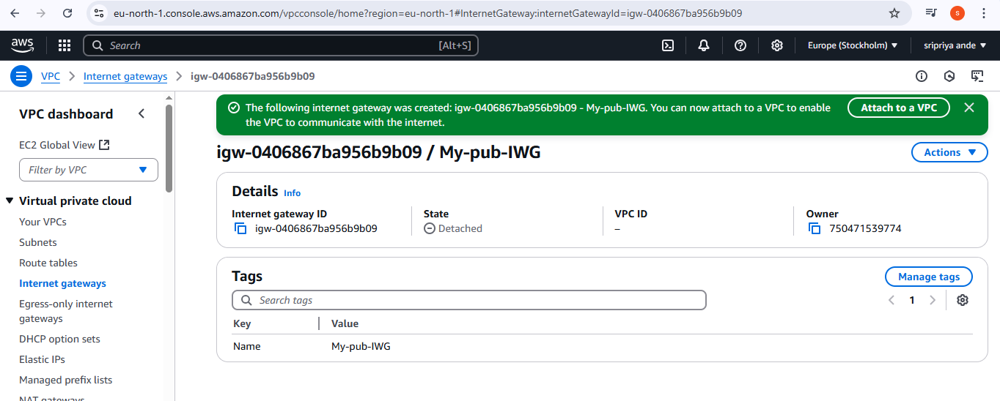 eu-north-1.console.aws.amazon.com/vpcconsole/home?region=eu-north-1#InternetGateway:internetGatewayId=igw-0406867ba956b9b09
s
aws
Search
[Alt+S]
Europe (Stockholm)
sripriya ande
VPC
Internet gateways
igw-0406867ba956b9b09
VPC dashboard
EC2 Global View
Filter by VPC
Virtual private cloud
Your VPCs
Subnets
Route tables
Internet gateways
Egress-only internet
gateways
DHCP option sets
Elastic IPs
Managed prefix lists
NAT gateways
The following internet gateway was created: igw-0406867ba956b9b09 - My-pub-IWG. You can now attach to a VPC to enable
the VPC to communicate with the internet.
Attach to a VPC
igw-0406867ba956b9b09 / My-pub-IWG
Actions
Details Info
Internet gateway ID
igw-0406867ba956b9b09
State
Detached
VPC ID
–
Owner
750471539774
Tags
Manage tags
Search tags
1
Key Value
Name My-pub-IWG